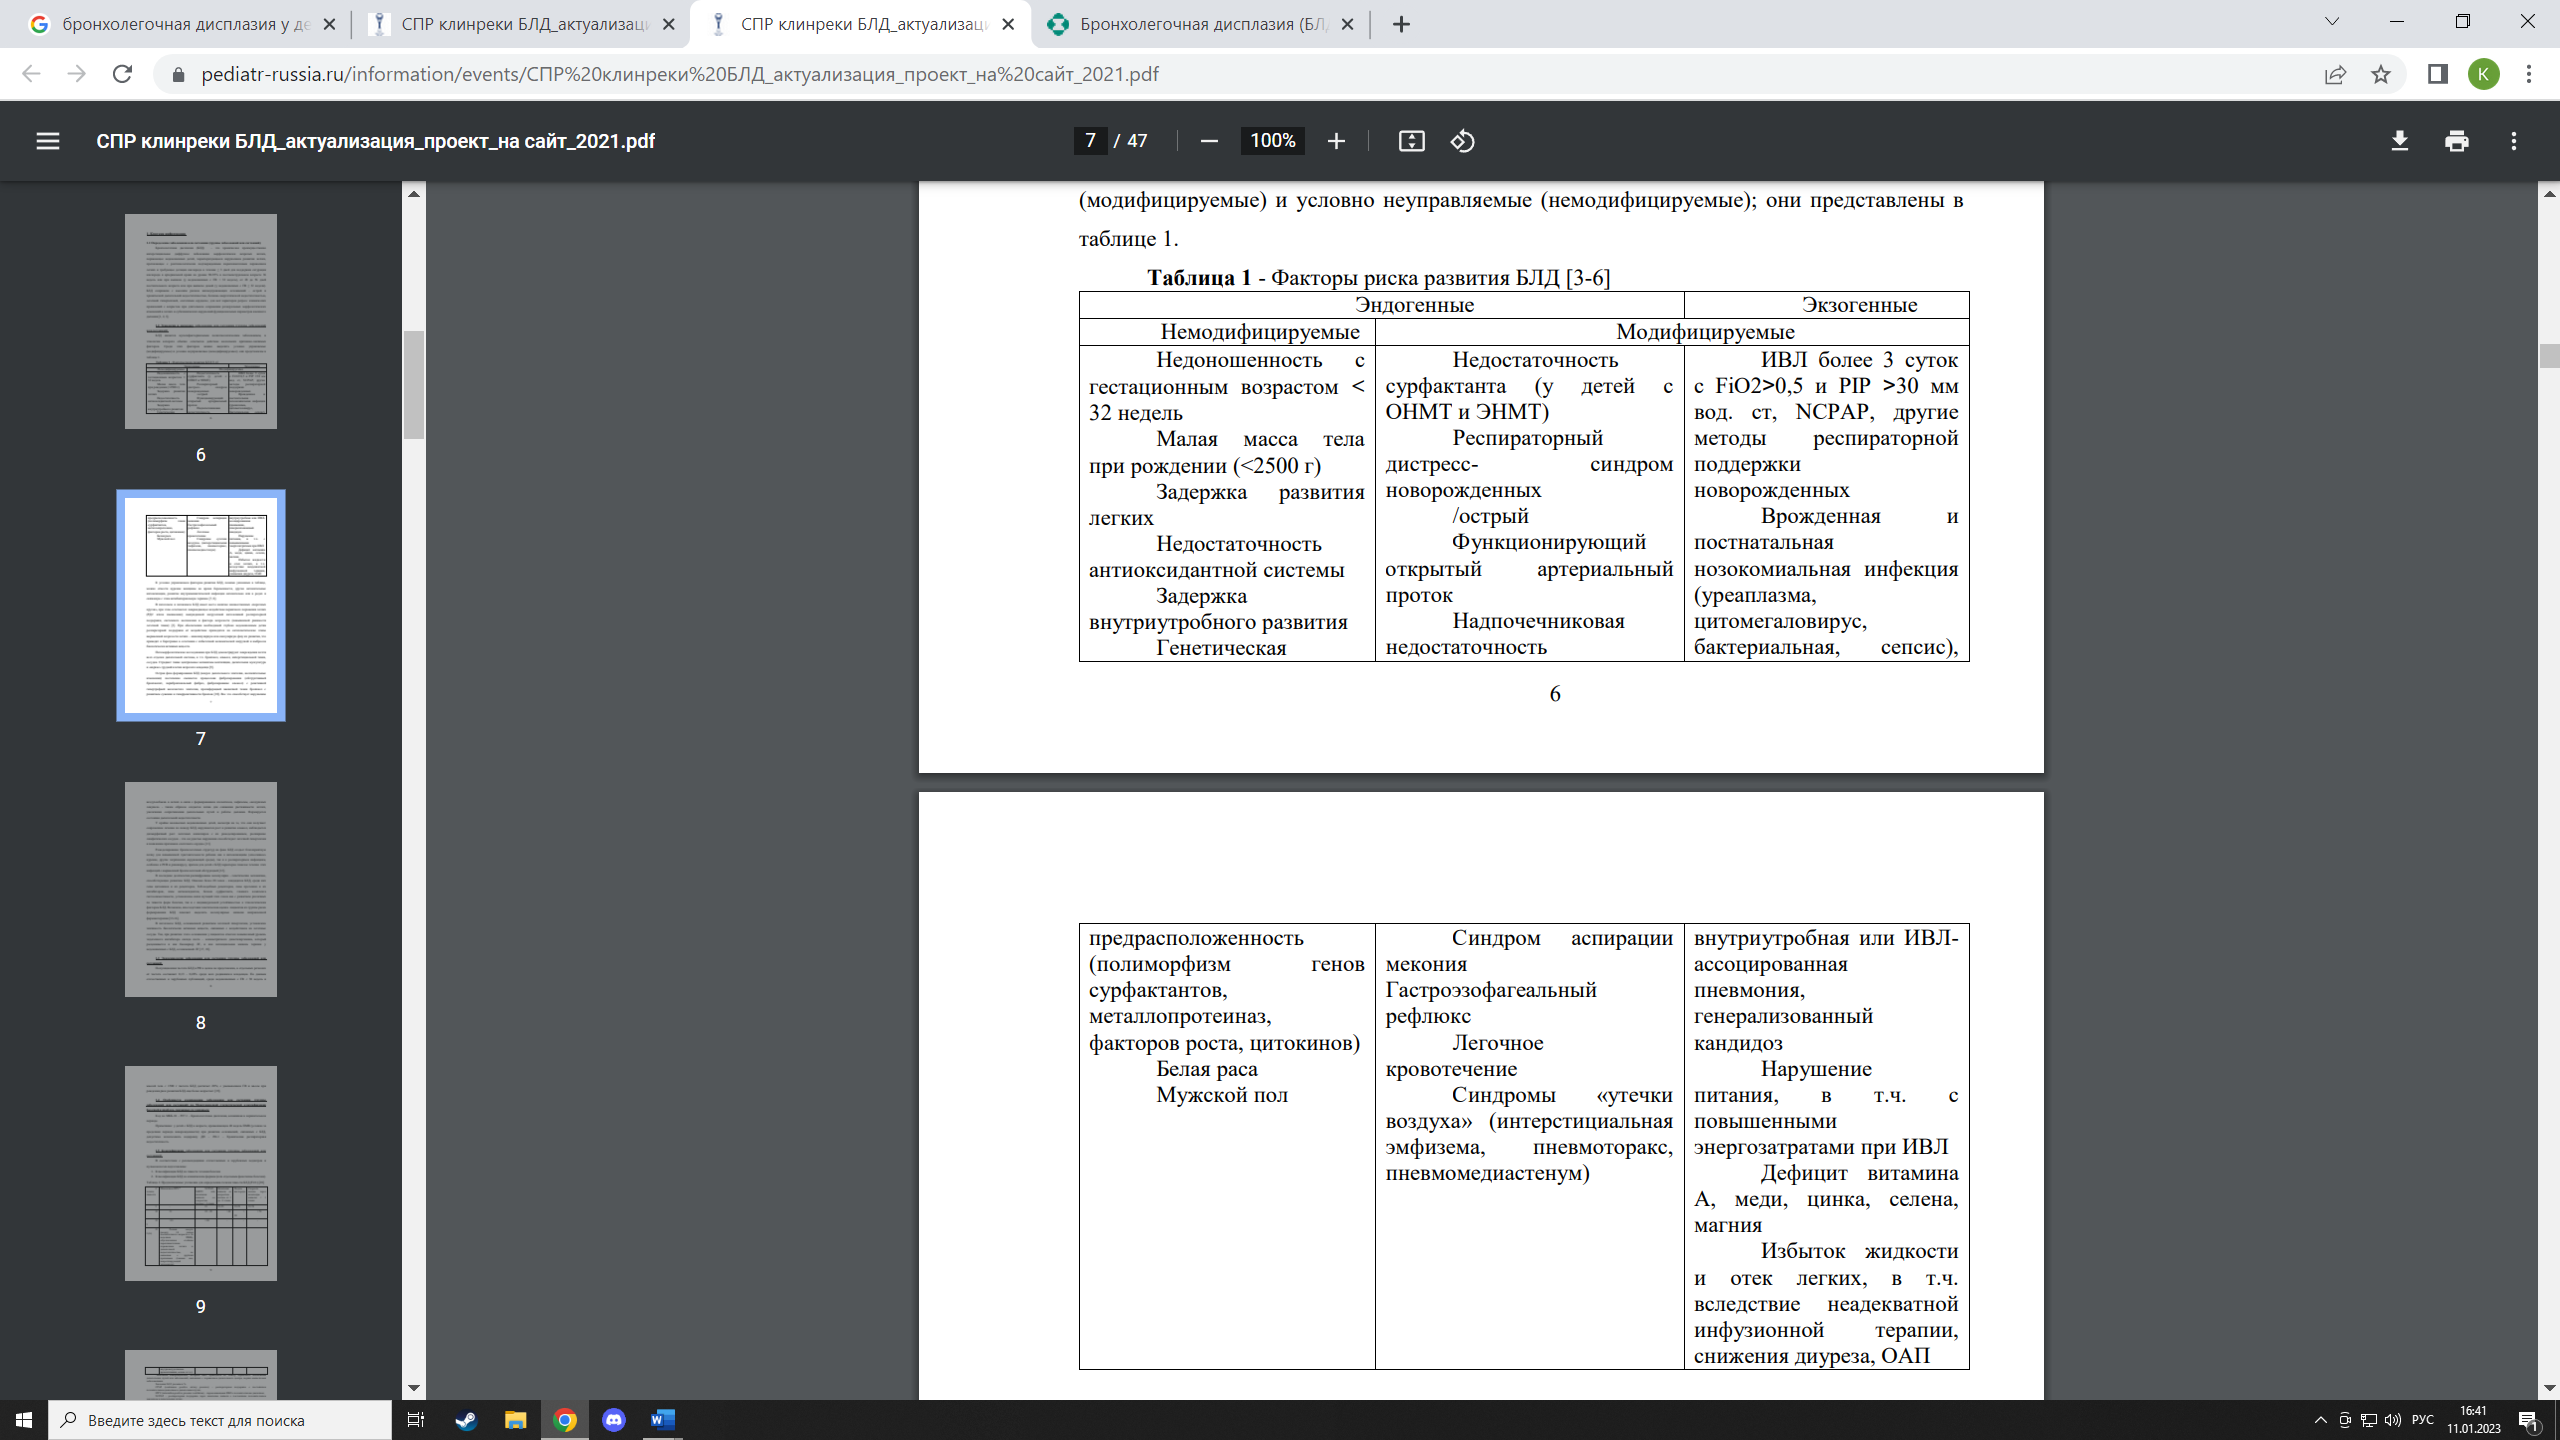 бронхолегочная дисплазия у де
СПР клинреки БЛД_актуализаци
СПР клинреки БЛД_актуализаци
Бронхолегочная дисплазия (БЛ
pediatr-russia.ru/information/events/СПР%20клинреки%20БЛД_актуализация_проект_на%20сайт_2021.pdf
K
СПР клинреки БЛД_актуализация_проект_на сайт_2021.pdf
7 / 47
100%
6
7
8
9
(модифицируемые) и условно неуправляемые (немодифицируемые); они представлены в
таблице 1.
Таблица 1 - Факторы риска развития БЛД [3-6]
Эндогенные
Экзогенные
Немодифицируемые
Модифицируемые
Недоношенность с
гестационным возрастом <
32 недель
Малая масса тела
при рождении (<2500 г)
Задержка развития
легких
Недостаточность
антиоксидантной системы
Задержка
внутриутробного развития
Генетическая
Недостаточность
сурфактанта (у детей с
ОНМТ и ЭНМТ)
Респираторный
дистресс- синдром
новорожденных
/острый
Функционирующий
открытый артериальный
проток
Надпочечниковая
недостаточность
ИВЛ более 3 суток
с FiO2>0,5 и PIP >30 мм
вод. ст, NCPAP, другие
методы респираторной
поддержки
новорожденных
Врожденная и
постнатальная
нозокомиальная инфекция
(уреаплазма,
цитомегаловирус,
бактериальная, сепсис),
6
предрасположенность
(полиморфизм генов
сурфактантов,
металлопротеиназ,
факторов роста, цитокинов)
Белая раса
Мужской пол
Синдром аспирации
мекония
Гастроэзофагеальный
рефлюкс
Легочное
кровотечение
Синдромы «утечки
воздуха» (интерстициальная
эмфизема, пневмоторакс,
пневмомедиастенум)
внутриутробная или ИВЛ-
ассоциированная
пневмония,
генерализованный
кандидоз
Нарушение
питания, в т.ч. с
повышенными
энергозатратами при ИВЛ
Дефицит витамина
А, меди, цинка, селена,
магния
Избыток жидкости
и отек легких, в т.ч.
вследствие неадекватной
инфузионной терапии,
снижения диуреза, ОАП
Введите здесь текст для поиска
РУС
16:41
11.01.2023
1